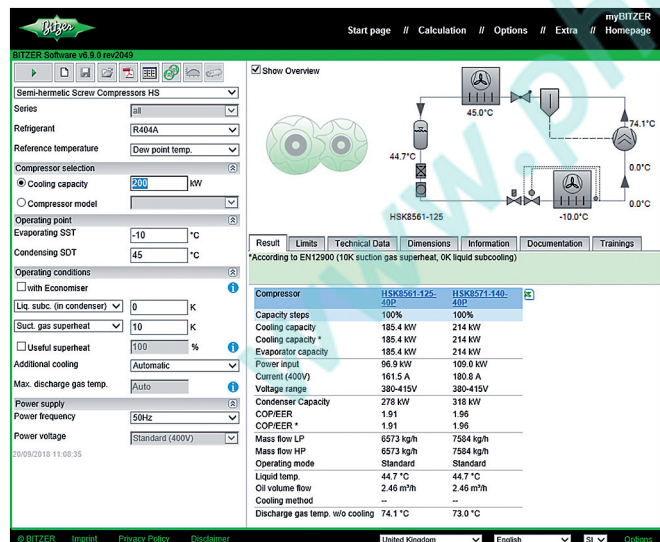 Bitzer
myBITZER
Start page // Calculation // Options // Extra // Homepage
BITZER Software v6.9.0 rev2049
Semi-hermetic Screw Compressors HS
Series all
Refrigerant R404A
Reference temperature Dew point temp.
Compressor selection
Cooling capacity 200 kW
Compressor model
Operating point
Evaporating SST -10 °C
Condensing SDT 45 °C
Operating conditions
with Economiser
Liq. subc. (in condenser) 0 K
Suct. gas superheat 10 K
Useful superheat 100 %
Additional cooling Automatic
Max. discharge gas temp. Auto
Power supply
Power frequency 50Hz
Power voltage Standard (400V)
20/09/2018 11:08:35
Show Overview
45.0°C
74.1°C
44.7°C
0.0°C
0.0°C
-10.0°C
HSK8561-125
Result Limits Technical Data Dimensions Information Documentation Trainings
*According to EN12900 (10K suction gas superheat, 0K liquid subcooling)
Compressor HSK8561-125-40P HSK8571-140-40P
Capacity steps 100% 100%
Cooling capacity 185.4 kW 214 kW
Cooling capacity * 185.4 kW 214 kW
Evaporator capacity 185.4 kW 214 kW
Power input 96.9 kW 109.0 kW
Current (400V) 161.5 A 180.8 A
Voltage range 380-415V 380-415V
Condenser Capacity 278 kW 318 kW
COP/EER 1.91 1.96
COP/EER * 1.91 1.96
Mass flow LP 6573 kg/h 7584 kg/h
Mass flow HP 6573 kg/h 7584 kg/h
Operating mode Standard Standard
Liquid temp. 44.7 °C 44.7 °C
Oil volume flow 2.46 m³/h 2.46 m³/h
Cooling method -- --
Discharge gas temp. w/o cooling 74.1 °C 73.0 °C
© BITZER Imprint Privacy Policy Disclaimer United Kingdom English SI Options